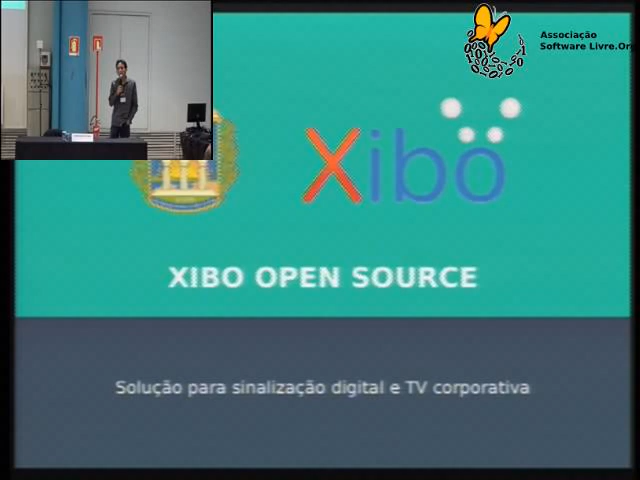 Associação
Software Livre.Or
Xibo
XIBO OPEN SOURCE
Solução para sinalização digital e TV corporativa